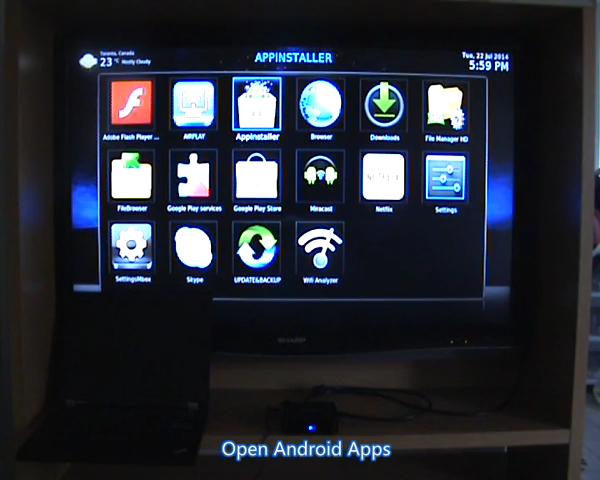 Toronto, Canada
23 °C Mostly Cloudy
APPINSTALLER
Tue, 22 Jul 2014
5:59 PM
Adobe Flash Player ...
AIRPLAY
AppInstaller
Browser
Downloads
File Manager HD
FileBrowser
Google Play services
Google Play Store
Miracast
Netflix
Settings
SettingsMbox
Skype
UPDATE&BACKUP
Wifi Analyzer
NETFLIX
SHARP
Open Android Apps